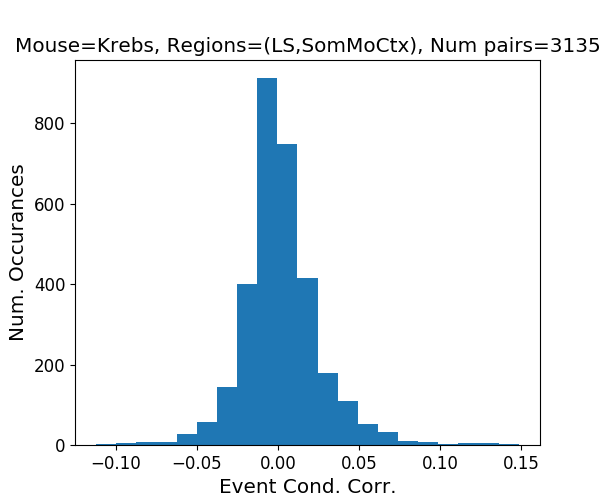 Mouse=Krebs, Regions=(LS,SomMoCtx), Num pairs=3135
Num. Occurances
800
600
400
200
0
−0.10 −0.05 0.00 0.05 0.10 0.15
Event Cond. Corr.